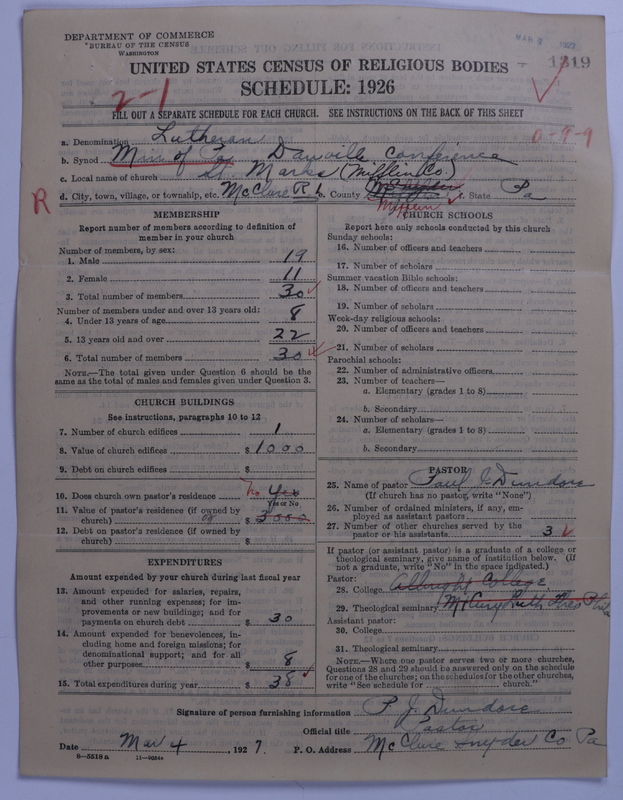 DEPARTMENT OF COMMERCE
BUREAU OF THE CENSUS
WASHINGTON
1319
UNITED STATES CENSUS OF RELIGIOUS BODIES
SCHEDULE: 1926
2-1
FILL OUT A SEPARATE SCHEDULE FOR EACH CHURCH. SEE INSTRUCTIONS ON THE BACK OF THIS SHEET
0-9-9
a. Denomination Lutheran
b. Synod Min of Danville Conference
c. Local name of church St. Marks (Mifflin Co.)
R
d. City, town, village, or township, etc. McClure R 1 e. County Snyder f. State Pa
Mifflin
MEMBERSHIP
Report number of members according to definition of
member in your church
Number of members, by sex:
1. Male 19
2. Female 11
3. Total number of members 30
Number of members under and over 13 years old:
4. Under 13 years of age 8
5. 13 years old and over 22
6. Total number of members 30
NOTE.—The total given under Question 6 should be the
same as the total of males and females given under Question 3.
CHURCH BUILDINGS
See instructions, paragraphs 10 to 12
7. Number of church edifices 1
8. Value of church edifices $ 1000
9. Debt on church edifices $
10. Does church own pastor's residence no yes
Yes or No
11. Value of pastor's residence (if owned by
church) $ 3000
12. Debt on pastor's residence (if owned by
church) $
EXPENDITURES
Amount expended by your church during last fiscal year
13. Amount expended for salaries, repairs,
and other running expenses; for im-
provements or new buildings; and for
payments on church debt $ 30
14. Amount expended for benevolences, in-
cluding home and foreign missions; for
denominational support; and for all
other purposes $ 8
15. Total expenditures during year $ 38
CHURCH SCHOOLS
Report here only schools conducted by this church
Sunday schools:
16. Number of officers and teachers
17. Number of scholars
Summer vacation Bible schools:
18. Number of officers and teachers
19. Number of scholars
Week-day religious schools:
20. Number of officers and teachers
21. Number of scholars
Parochial schools:
22. Number of administrative officers
23. Number of teachers—
a. Elementary (grades 1 to 8)
b. Secondary
24. Number of scholars—
a. Elementary (grades 1 to 8)
b. Secondary
PASTOR
25. Name of pastor Paul J. Dundore
(If church has no pastor, write "None")
26. Number of ordained ministers, if any, em-
ployed as assistant pastors
27. Number of other churches served by the
pastor or his assistants 3
If pastor (or assistant pastor) is a graduate of a college or
theological seminary, give name of institution below. (If
not a graduate, write "No" in the space indicated.)
Pastor:
28. College Albright College
29. Theological seminary Luth Theo Phila
Assistant pastor:
30. College
31. Theological seminary
NOTE.—Where one pastor serves two or more churches,
Questions 28 and 29 should be answered only on the schedule
for one of the churches; on the schedules for the other churches,
write "See schedule for church."
Signature of person furnishing information P. J. Dundore
Official title Pastor
Date Mar 4, 1927. P. O. Address McClure Snyder Co Pa
8-5518a 11-9034a